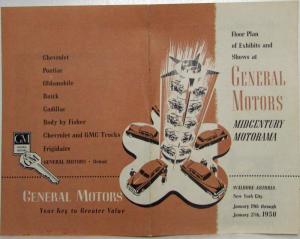 Chevrolet
Pontiac
Oldsmobile
Buick
Cadillac
Body by Fisher
Chevrolet and GMC Trucks
Frigidaire
GENERAL MOTORS - Detroit
GM
GENERAL MOTORS
Your Key to Greater Value
Floor Plan
of Exhibits and
Shows at
GENERAL
MOTORS
MIDCENTURY
MOTORAMA
WALDORF ASTORIA
New York City
January 19th through
January 27th, 1950